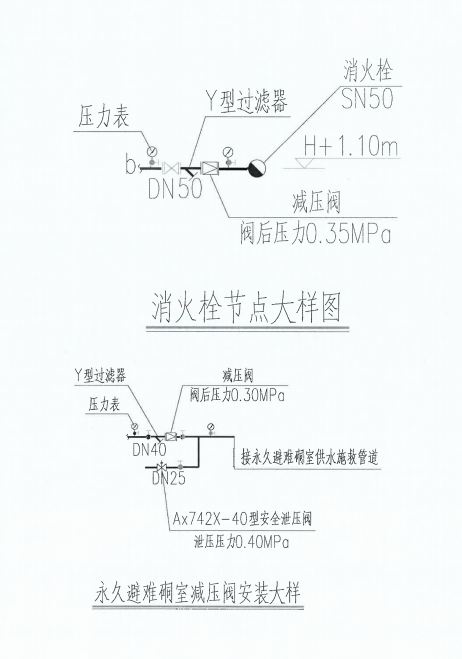 消火栓
SN50
Y型过滤器
压力表
H+1.10m
b
DN50
减压阀
阀后压力0.35MPa
消火栓节点大样图
Y型过滤器
减压阀
阀后压力0.30MPa
压力表
DN40
接永久避难硐室供水施救管道
DN25
Ax742X-40型安全泄压阀
泄压压力0.40MPa
永久避难硐室减压阀安装大样